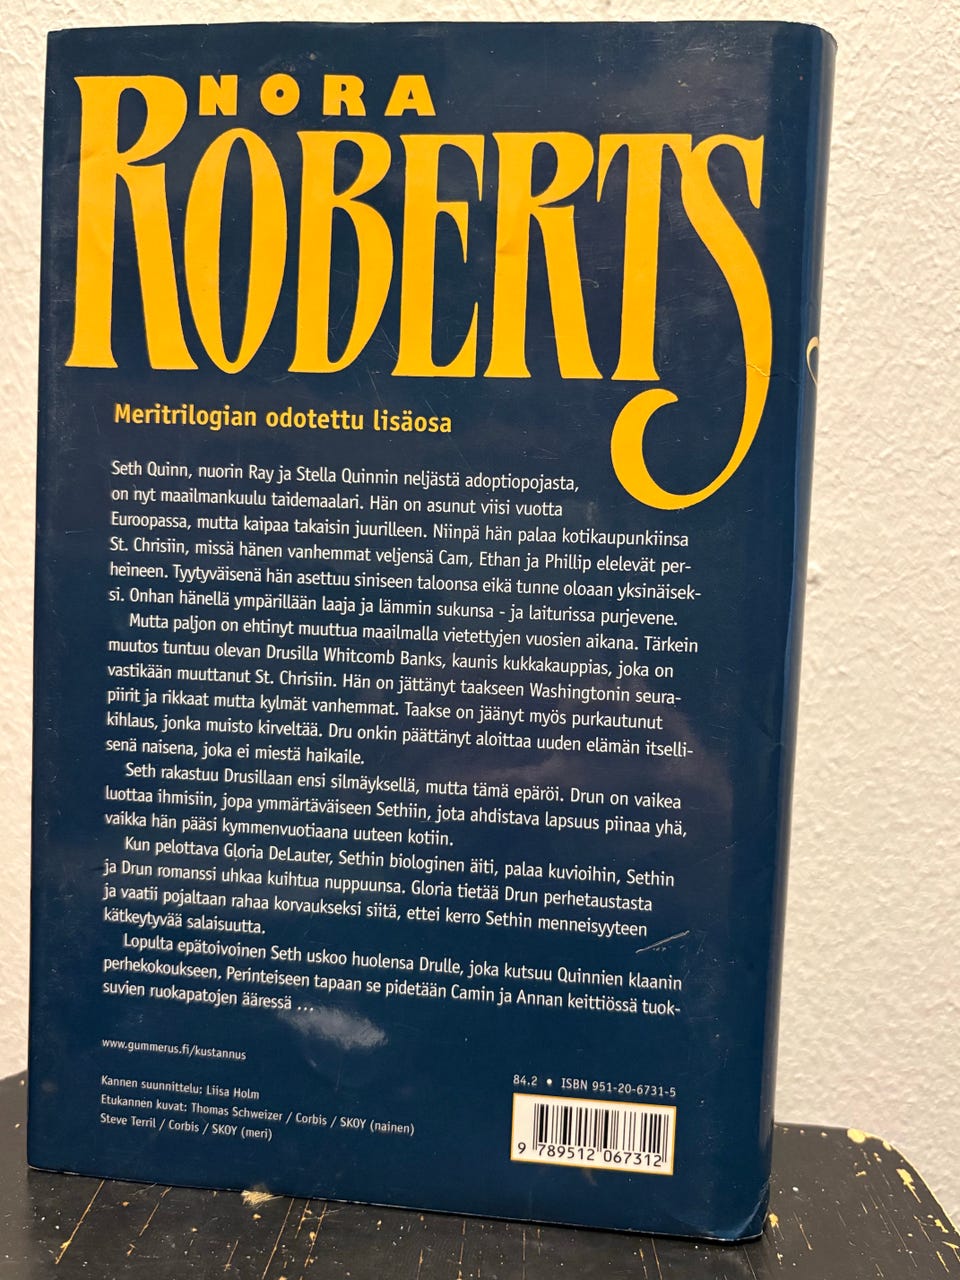 NORA
ROBERTS
Meritrilogian odotettu lisäosa
Seth Quinn, nuorin Ray ja Stella Quinnin neljästä adoptiopojasta,
on nyt maailmankuulu taidemaalari. Hän on asunut viisi vuotta
Euroopassa, mutta kaipaa takaisin juurilleen. Niinpä hän palaa kotikaupunkiinsa
St. Chrisiin, missä hänen vanhemmat veljensä Cam, Ethan ja Phillip elelevät per-
heineen. Tyytyväisenä hän asettuu siniseen taloonsa eikä tunne oloaan yksinäisek-
si. Onhan hänellä ympärillään laaja ja lämmin sukunsa - ja laiturissa purjevene.
Mutta paljon on ehtinyt muuttua maailmalla vietettyjen vuosien aikana. Tärkein
muutos tuntuu olevan Drusilla Whitcomb Banks, kaunis kukkakauppias, joka on
vastikään muuttanut St. Chrisiin. Hän on jättänyt taakseen Washingtonin seura-
piirit ja rikkaat mutta kylmät vanhemmat. Taakse on jäänyt myös purkautunut
kihlaus, jonka muisto kirveltää. Dru onkin päättänyt aloittaa uuden elämän itselli-
senä naisena, joka ei miestä haikaile.
Seth rakastuu Drusillaan ensi silmäyksellä, mutta tämä epäröi. Drun on vaikea
luottaa ihmisiin, jopa ymmärtäväiseen Sethiin, jota ahdistava lapsuus piinaa yhä,
vaikka hän pääsi kymmenvuotiaana uuteen kotiin.
Kun pelottava Gloria DeLauter, Sethin biologinen äiti, palaa kuvioihin, Sethin
ja Drun romanssi uhkaa kuihtua nuppuunsa. Gloria tietää Drun perhetaustasta
ja vaatii pojaltaan rahaa korvaukseksi siitä, ettei kerro Sethin menneisyyteen
kätkeytyvää salaisuutta.
Lopulta epätoivoinen Seth uskoo huolensa Drulle, joka kutsuu Quinnien klaanin
perhekokoukseen. Perinteiseen tapaan se pidetään Camin ja Annan keittiössä tuok-
suvien ruokapatojen ääressä ...
www.gummerus.fi/kustannus
Kannen suunnittelu: Liisa Holm
Etukannen kuvat: Thomas Schweizer / Corbis / SKOY (nainen)
Steve Terril / Corbis / SKOY (meri)
84.2 • ISBN 951-20-6731-5
9 789512 067312